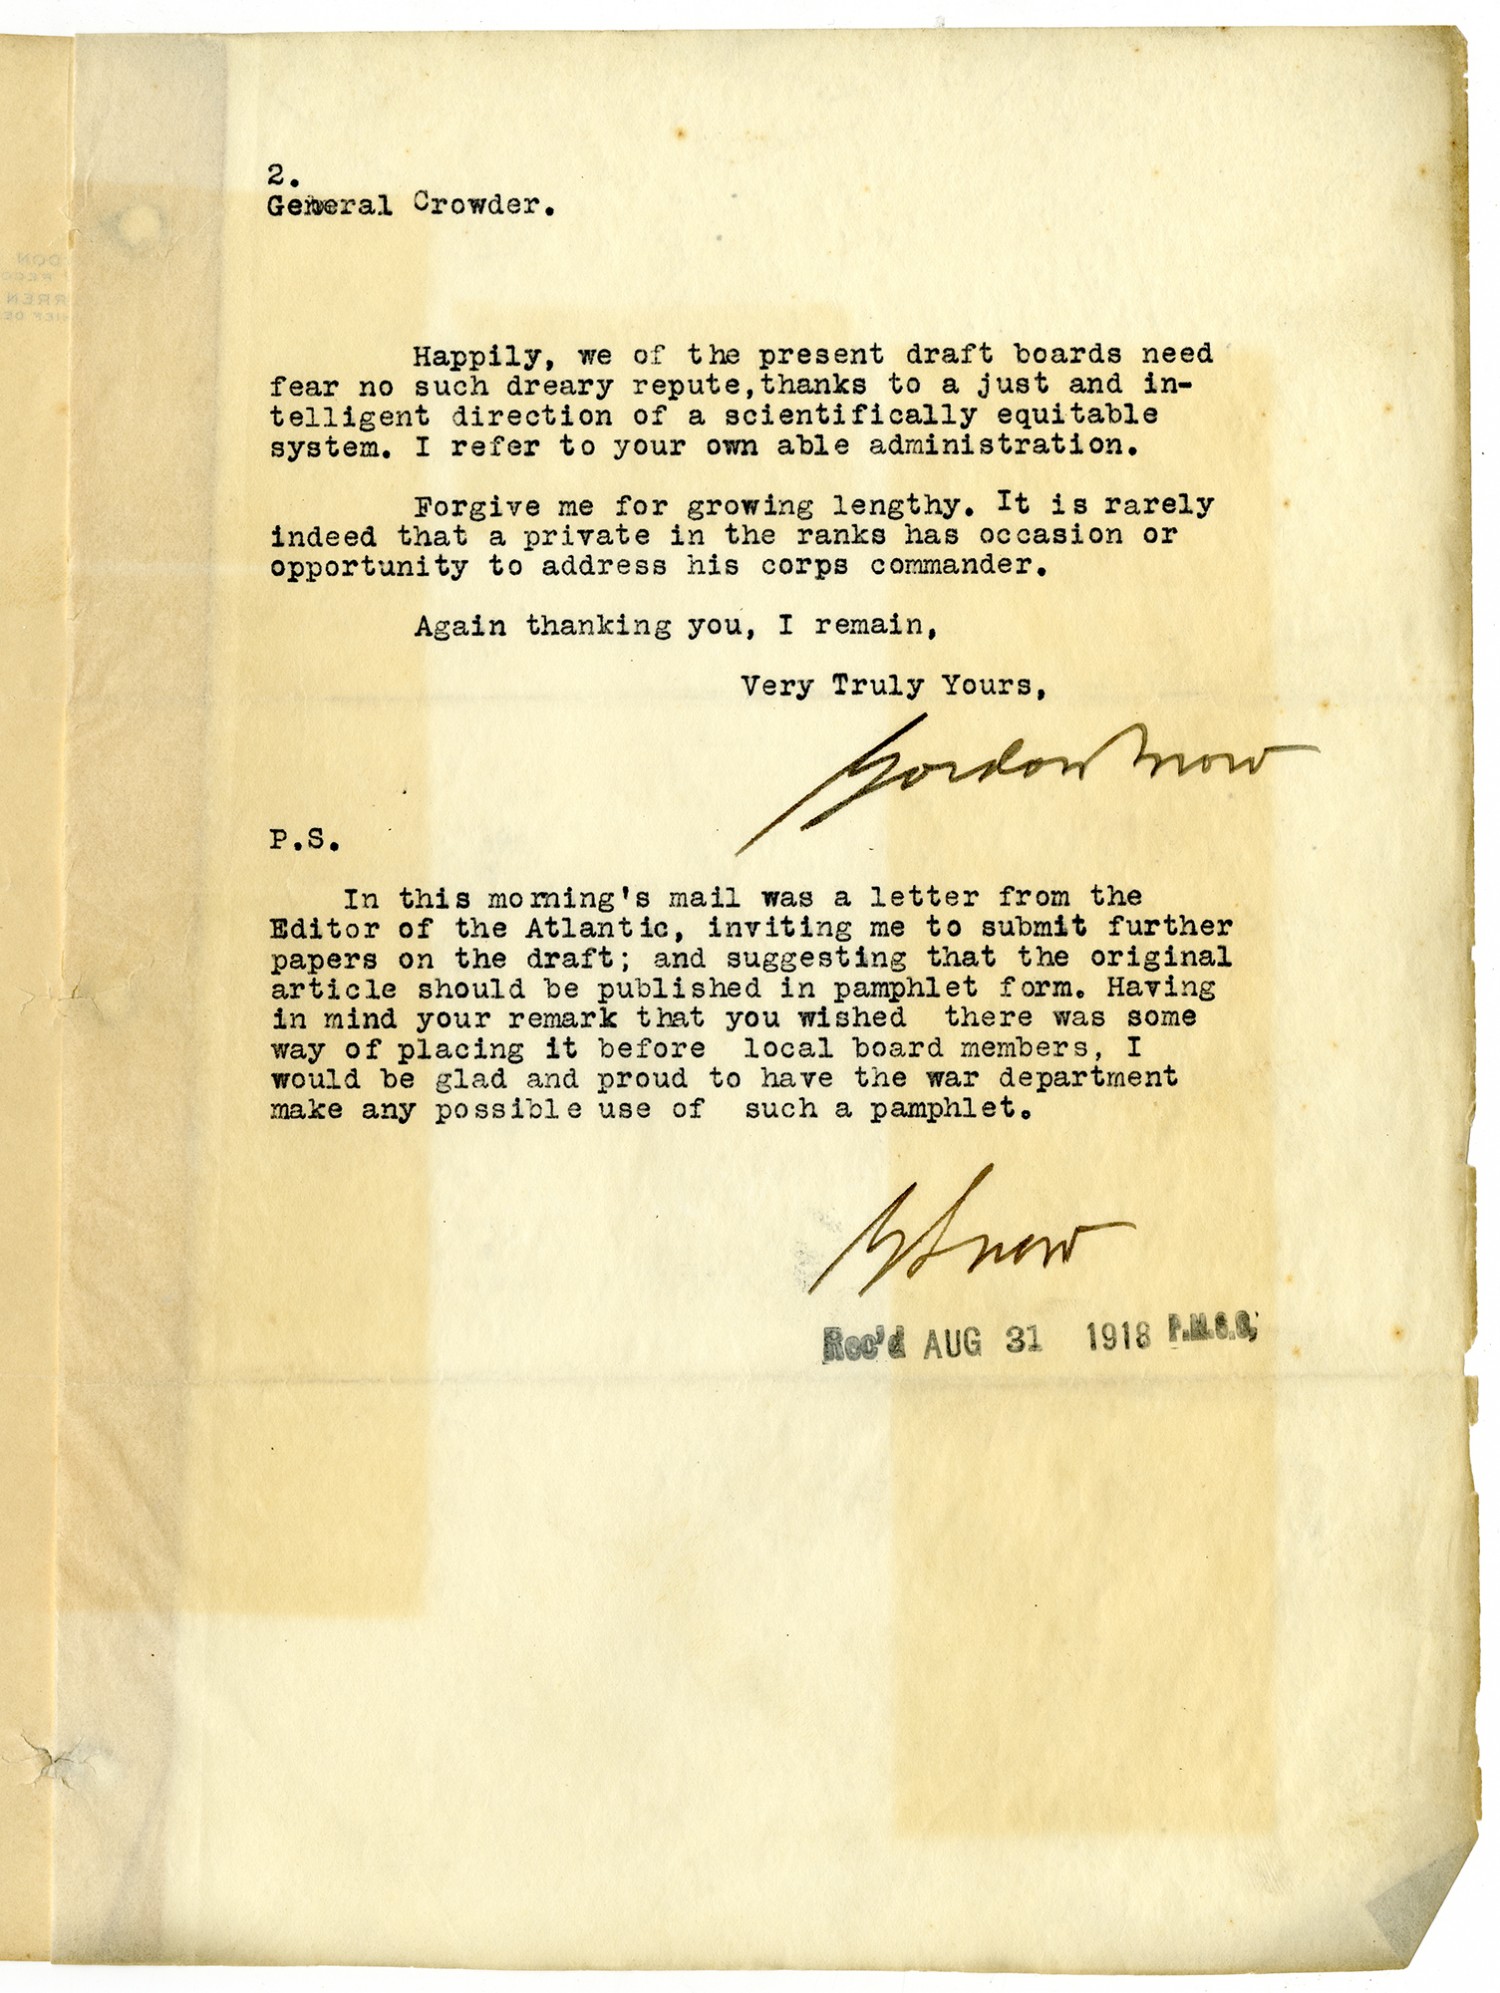 2.
General Crowder.
Happily, we of the present draft boards need
fear no such dreary repute,thanks to a just and in-
telligent direction of a scientifically equitable
system. I refer to your own able administration.
Forgive me for growing lengthy. It is rarely
indeed that a private in the ranks has occasion or
opportunity to address his corps commander.
Again thanking you, I remain,
Very Truly Yours,
Gordon Snow
P.S.
In this morning's mail was a letter from the
Editor of the Atlantic, inviting me to submit further
papers on the draft; and suggesting that the original
article should be published in pamphlet form. Having
in mind your remark that you wished there was some
way of placing it before local board members, I
would be glad and proud to have the war department
make any possible use of such a pamphlet.
G Snow
Rec'd AUG 31 1918 P.M.G.O.